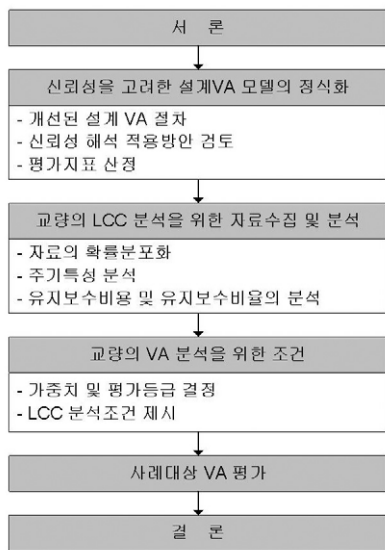 서 론
신뢰성을 고려한 설계VA 모델의 정식화
- 개선된 설계 VA 절차
- 신뢰성 해석 적용방안 검토
- 평가지표 산정
교량의 LCC 분석을 위한 자료수집 및 분석
- 자료의 확률분포화
- 주기특성 분석
- 유지보수비용 및 유지보수비율의 분석
교량의 VA 분석을 위한 조건
- 가중치 및 평가등급 결정
- LCC 분석조건 제시
사례대상 VA 평가
결 론